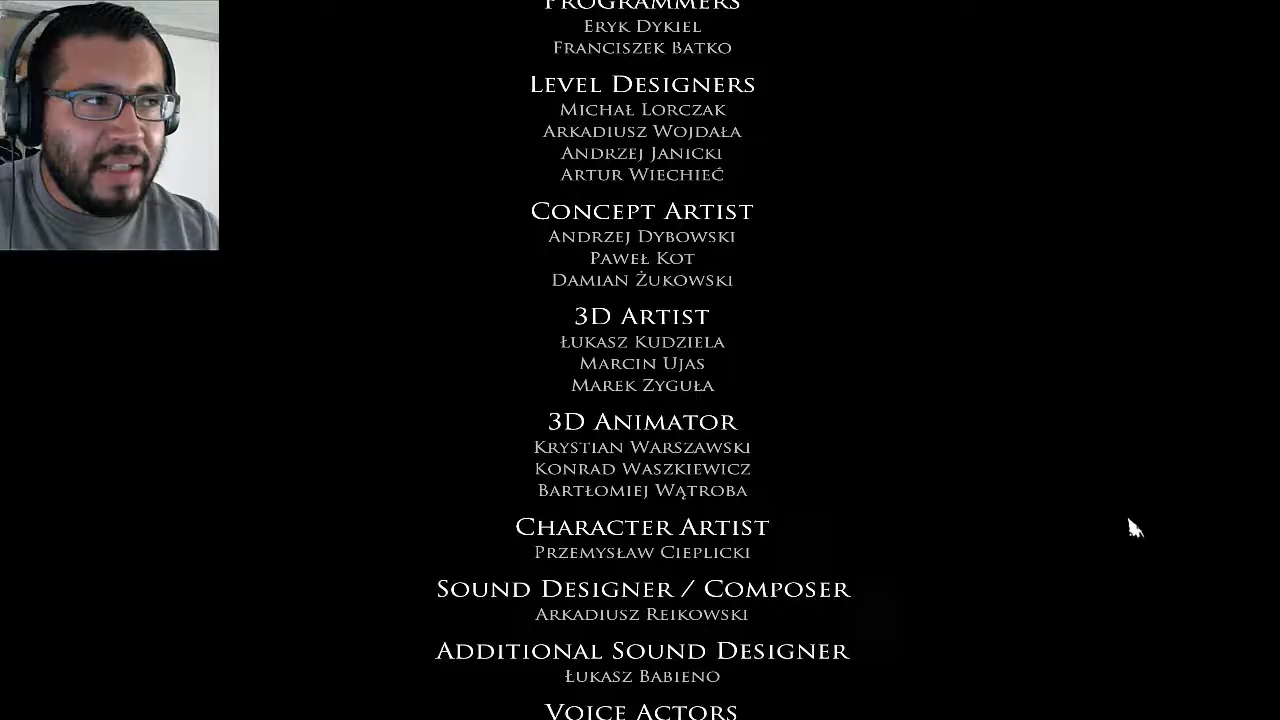 PROGRAMMERS
ERYK DYKIEL
FRANCISZEK BATKO
LEVEL DESIGNERS
MICHAŁ LORCZAK
ARKADIUSZ WOJDAŁA
ANDRZEJ JANICKI
ARTUR WIECHIEĆ
CONCEPT ARTIST
ANDRZEJ DYBOWSKI
PAWEŁ KOT
DAMIAN ŻUKOWSKI
3D ARTIST
ŁUKASZ KUDZIELA
MARCIN UJAS
MAREK ZYGUŁA
3D ANIMATOR
KRYSTIAN WARSZAWSKI
KONRAD WASZKIEWICZ
BARTŁOMIEJ WĄTROBA
CHARACTER ARTIST
PRZEMYSŁAW CIEPLICKI
SOUND DESIGNER / COMPOSER
ARKADIUSZ REIKOWSKI
ADDITIONAL SOUND DESIGNER
ŁUKASZ BABIENO
VOICE ACTORS